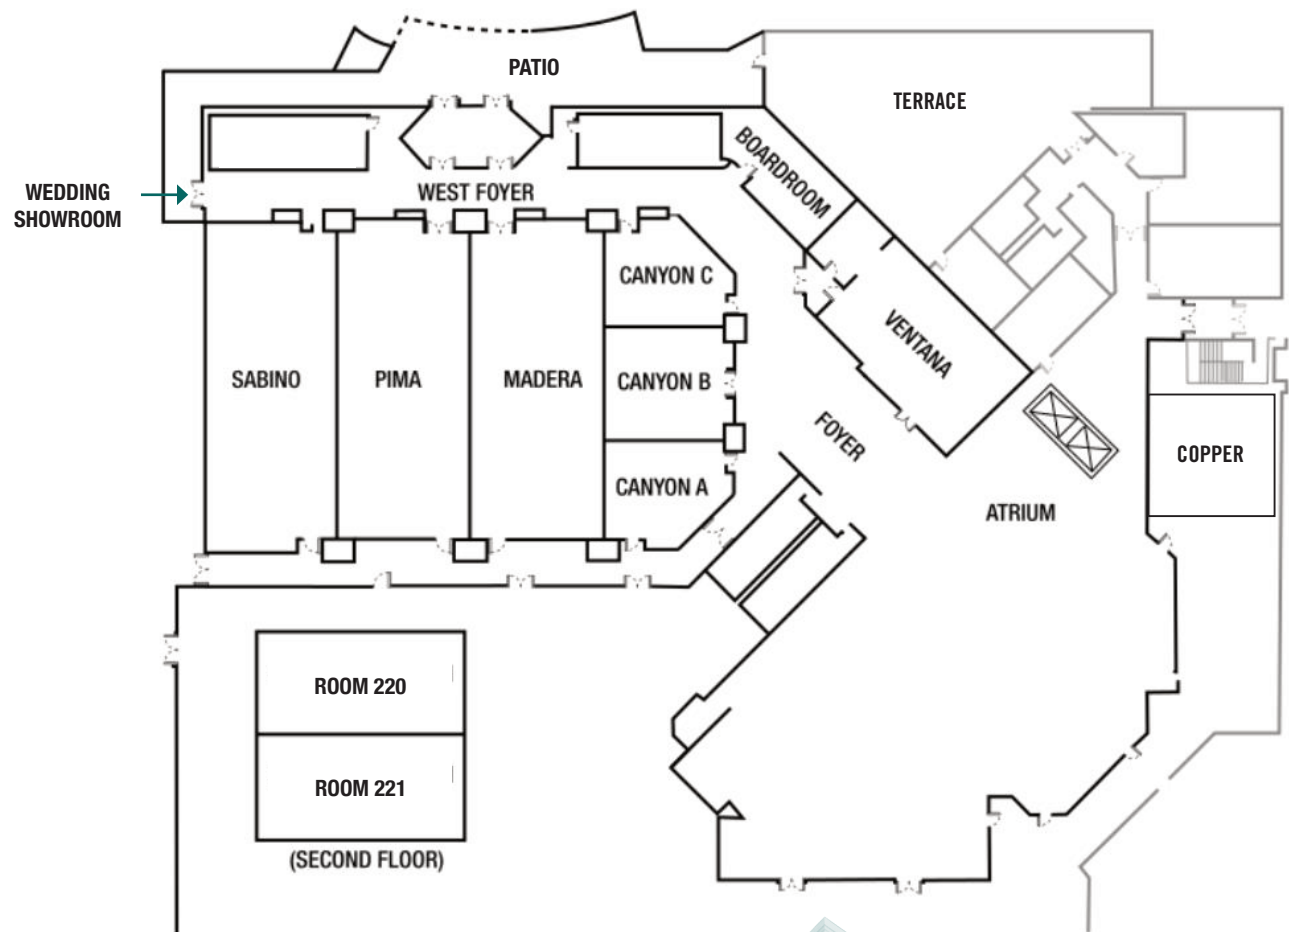 PATIO
TERRACE
BOARDROOM
WEDDING
SHOWROOM
WEST FOYER
CANYON C
VENTANA
SABINO
PIMA
MADERA
CANYON B
FOYER
COPPER
CANYON A
ATRIUM
ROOM 220
ROOM 221
(SECOND FLOOR)